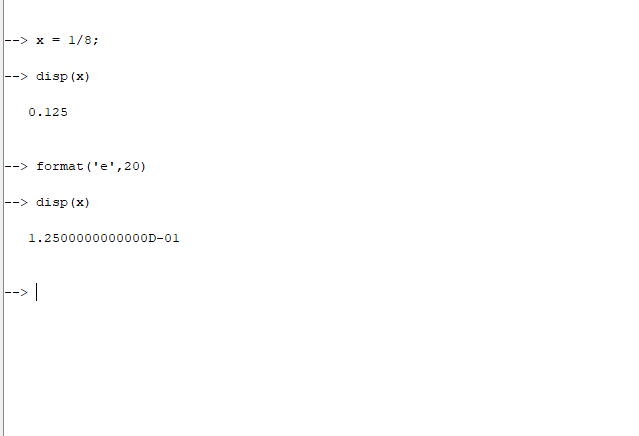 --> x = 1/8;
--> disp(x)
0.125
--> format('e',20)
--> disp(x)
1.2500000000000D-01
-->